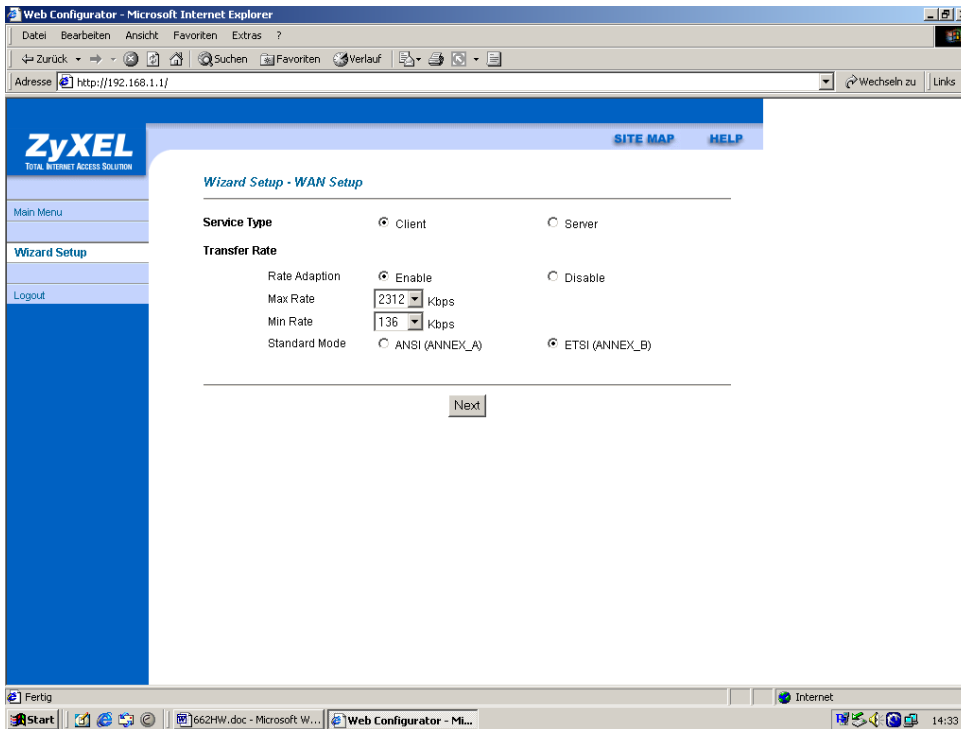 Web Configurator - Microsoft Internet Explorer
Datei Bearbeiten Ansicht Favoriten Extras ?
Zurück Suchen Favoriten Verlauf
Adresse http://192.168.1.1/ Wechseln zu Links
ZyXEL
TOTAL INTERNET ACCESS SOLUTION
SITE MAP HELP
Main Menu
Wizard Setup
Logout
Wizard Setup - WAN Setup
Service Type Client Server
Transfer Rate
Rate Adaption Enable Disable
Max Rate 2312 Kbps
Min Rate 136 Kbps
Standard Mode ANSI (ANNEX_A) ETSI (ANNEX_B)
Next
Fertig Internet
Start 662HW.doc - Microsoft W... Web Configurator - Mi... 14:33